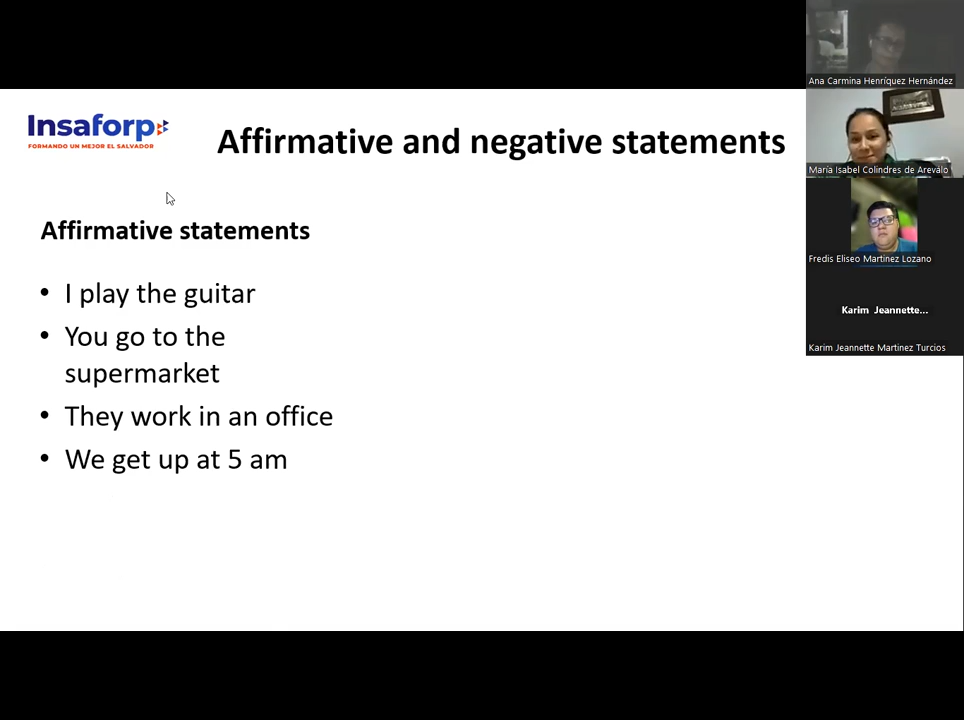 Insaforp
FORMANDO UN MEJOR EL SALVADOR
Affirmative and negative statements
Affirmative statements
• I play the guitar
• You go to the
supermarket
• They work in an office
• We get up at 5 am
Ana Carmina Henríquez Hernández
María Isabel Colindres de Arevalo
Fredis Eliseo Martínez Lozano
Karim Jeannette...
Karim Jeannette Martinez Turcios